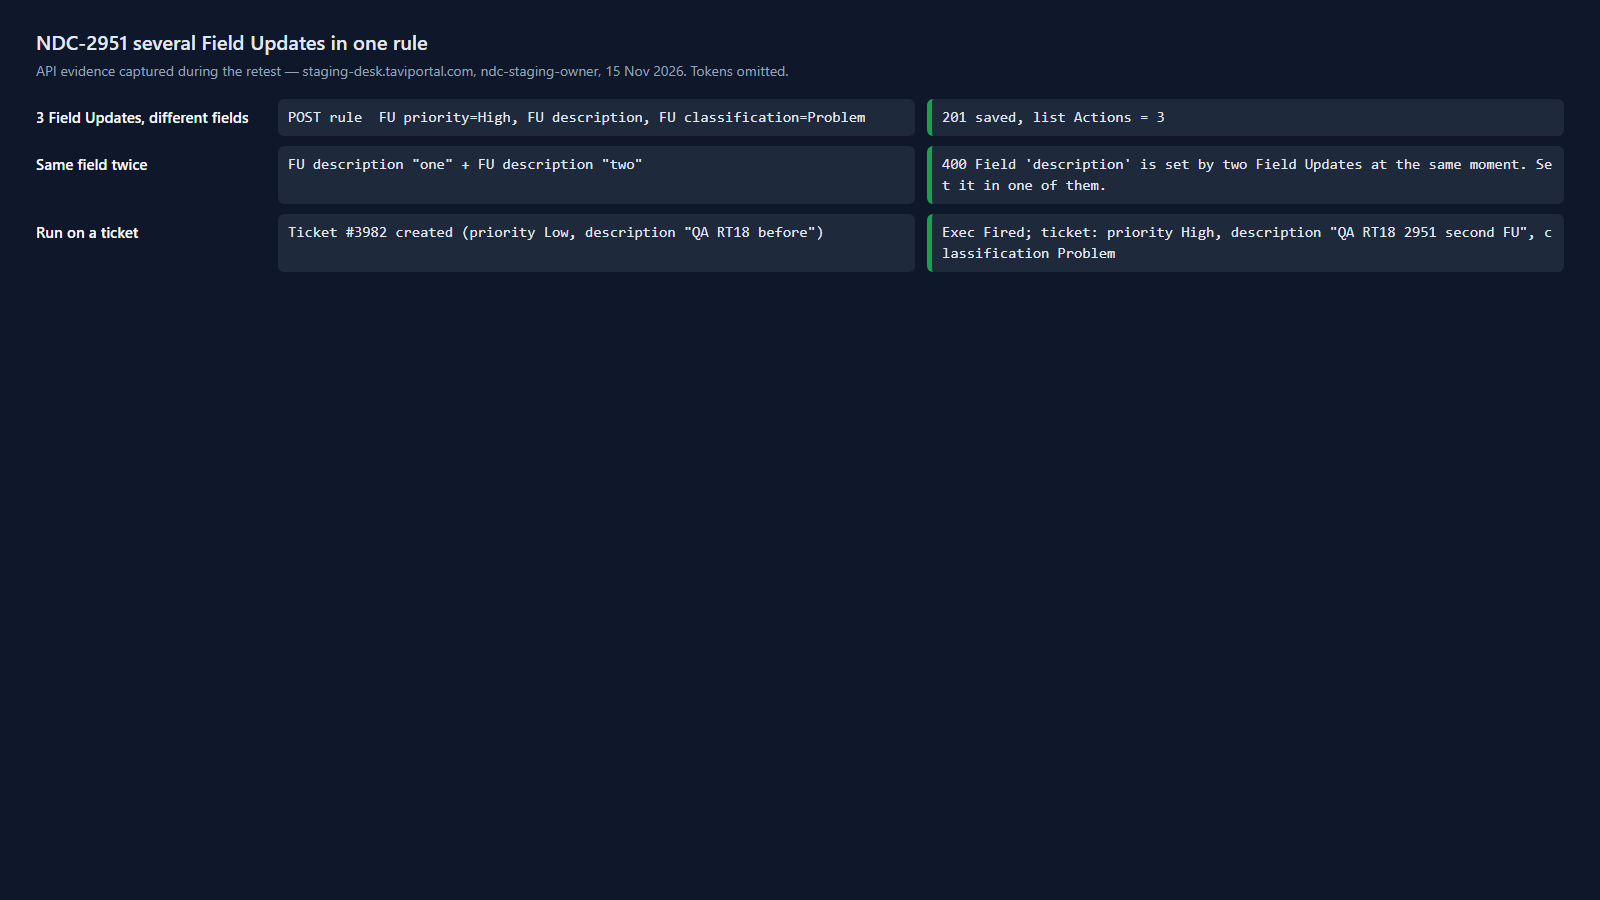 NDC-2951 several Field Updates in one rule
API evidence captured during the retest — staging-desk.taviportal.com, ndc-staging-owner, 15 Nov 2026. Tokens omitted.
3 Field Updates, different fields
POST rule  FU priority=High, FU description, FU classification=Problem
201 saved, list Actions = 3
Same field twice
FU description "one" + FU description "two"
400 Field 'description' is set by two Field Updates at the same moment. Se
t it in one of them.
Run on a ticket
Ticket #3982 created (priority Low, description "QA RT18 before")
Exec Fired; ticket: priority High, description "QA RT18 2951 second FU", c
lassification Problem